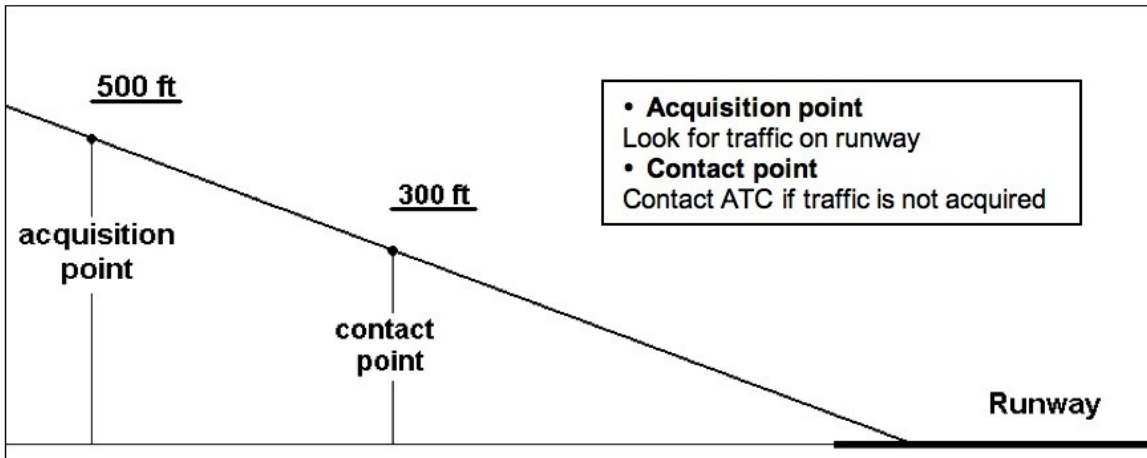 500 ft
• Acquisition point
Look for traffic on runway
• Contact point
Contact ATC if traffic is not acquired
300 ft
acquisition
point
contact
point
Runway